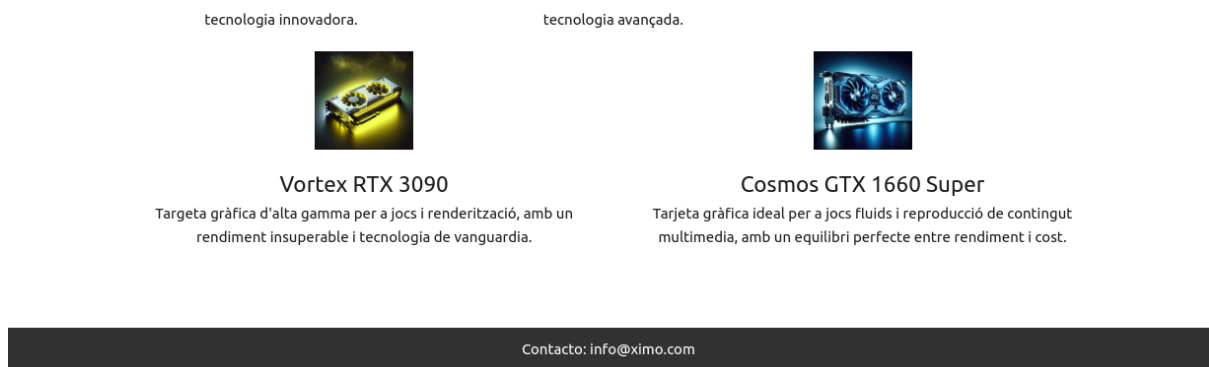 tecnologia innovadora.
tecnologia avançada.
Vortex RTX 3090
Targeta gràfica d'alta gamma per a jocs i renderització, amb un
rendiment insuperable i tecnologia de vanguardia.
Cosmos GTX 1660 Super
Tarjeta gràfica ideal per a jocs fluids i reproducció de contingut
multimedia, amb un equilibri perfecte entre rendiment i cost.
Contacto: info@ximo.com